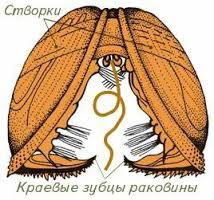 Створки
Краевые зубцы раковины